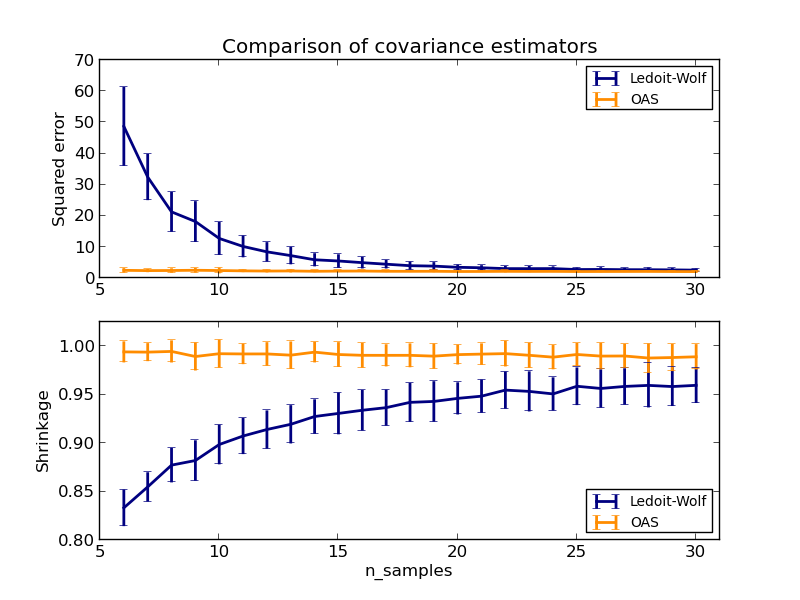 Comparison of covariance estimators
70
60
50
40
30
20
10
0
Squared error
Ledoit-Wolf
OAS
5 10 15 20 25 30
1.00
0.95
0.90
0.85
0.80
Shrinkage
Ledoit-Wolf
OAS
5 10 15 20 25 30
n_samples